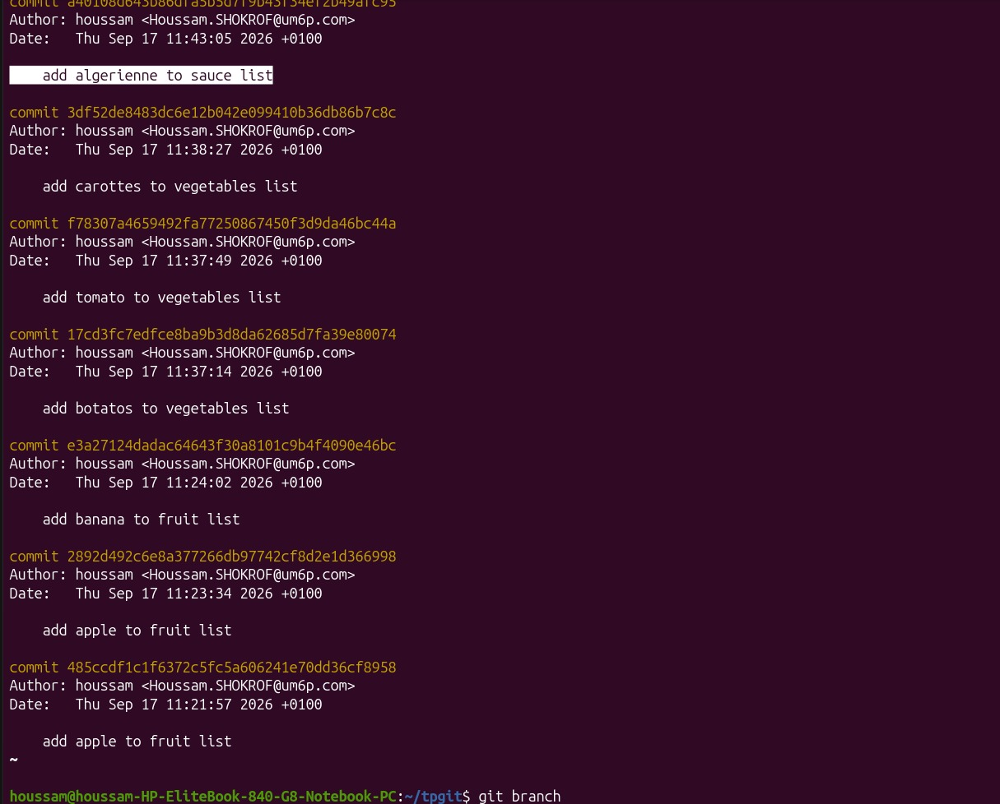 commit a40108d643b86dfa5b5d7f9b43f34ef2b49afc95
Author: houssam <Houssam.SHOKROF@um6p.com>
Date:   Thu Sep 17 11:43:05 2026 +0100
    add algerienne to sauce list
commit 3df52de8483dc6e12b042e099410b36db86b7c8c
Author: houssam <Houssam.SHOKROF@um6p.com>
Date:   Thu Sep 17 11:38:27 2026 +0100
    add carottes to vegetables list
commit f78307a4659492fa77250867450f3d9da46bc44a
Author: houssam <Houssam.SHOKROF@um6p.com>
Date:   Thu Sep 17 11:37:49 2026 +0100
    add tomato to vegetables list
commit 17cd3fc7edfce8ba9b3d8da62685d7fa39e80074
Author: houssam <Houssam.SHOKROF@um6p.com>
Date:   Thu Sep 17 11:37:14 2026 +0100
    add botatos to vegetables list
commit e3a27124dadac64643f30a8101c9b4f4090e46bc
Author: houssam <Houssam.SHOKROF@um6p.com>
Date:   Thu Sep 17 11:24:02 2026 +0100
    add banana to fruit list
commit 2892d492c6e8a377266db97742cf8d2e1d366998
Author: houssam <Houssam.SHOKROF@um6p.com>
Date:   Thu Sep 17 11:23:34 2026 +0100
    add apple to fruit list
commit 485ccdf1c1f6372c5fc5a606241e70dd36cf8958
Author: houssam <Houssam.SHOKROF@um6p.com>
Date:   Thu Sep 17 11:21:57 2026 +0100
    add apple to fruit list
~
houssam@houssam-HP-EliteBook-840-G8-Notebook-PC:~/tpgit$ git branch